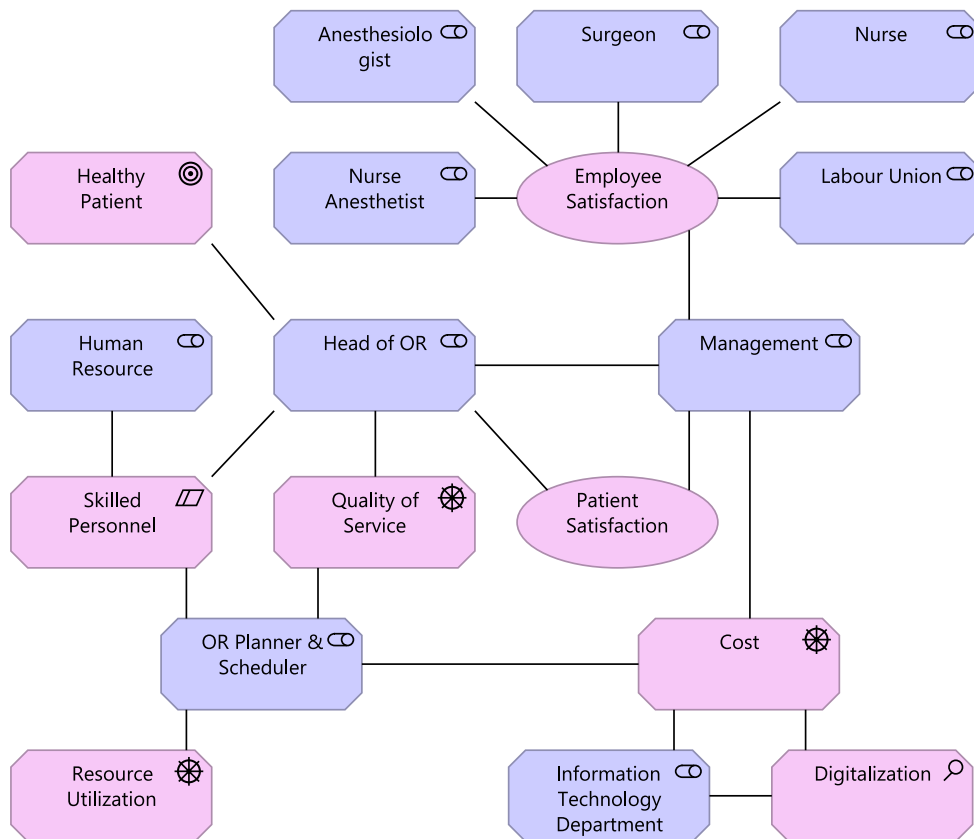 Anesthesiolo
gist
Surgeon
Nurse
Healthy
Patient
Nurse
Anesthetist
Employee
Satisfaction
Labour Union
Human
Resource
Head of OR
Management
Skilled
Personnel
Quality of
Service
Patient
Satisfaction
OR Planner &
Scheduler
Cost
Resource
Utilization
Information
Technology
Department
Digitalization